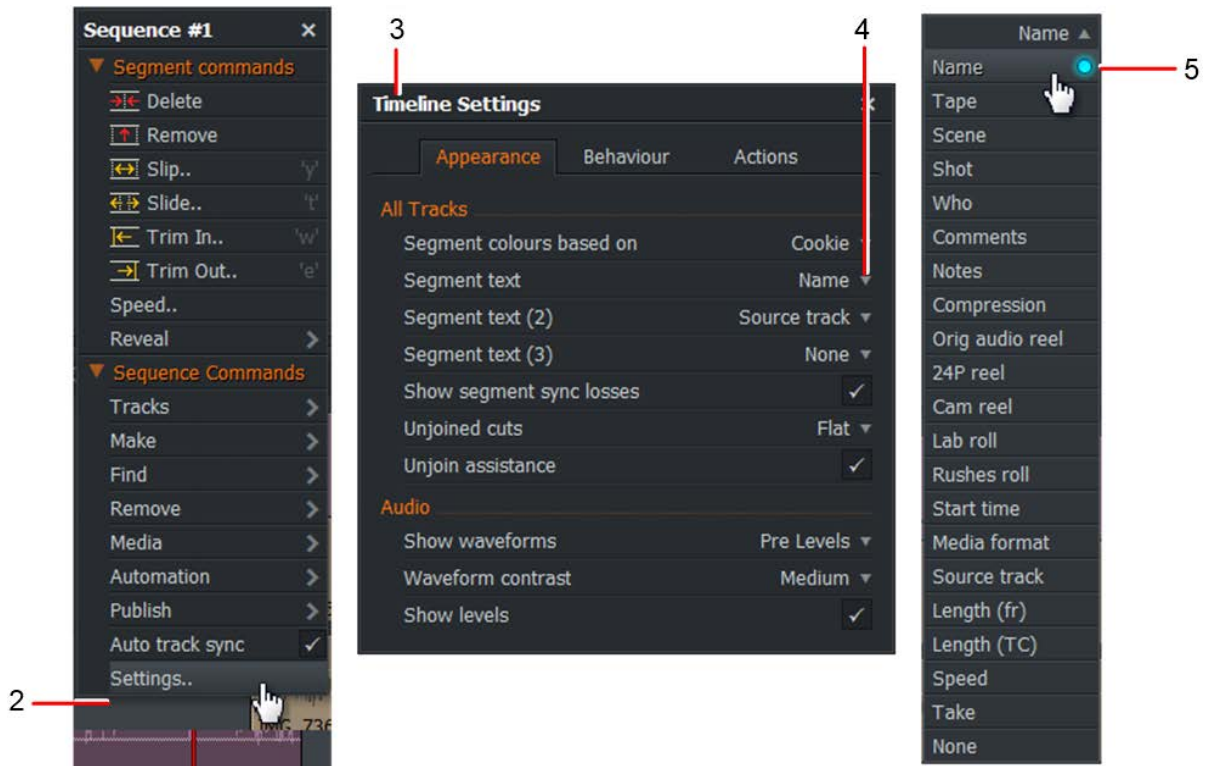 Sequence #1 ×
Segment commands
Delete
Remove
Slip.. 'y'
Slide.. 't'
Trim In.. 'w'
Trim Out.. 'e'
Speed..
Reveal
Sequence Commands
Tracks
Make
Find
Remove
Media
Automation
Publish
Auto track sync ✓
Settings..
2
3
4
Timeline Settings ×
Appearance Behaviour Actions
All Tracks
Segment colours based on Cookie
Segment text Name
Segment text (2) Source track
Segment text (3) None
Show segment sync losses ✓
Unjoined cuts Flat
Unjoin assistance ✓
Audio
Show waveforms Pre Levels
Waveform contrast Medium
Show levels ✓
Name
Name
5
Tape
Scene
Shot
Who
Comments
Notes
Compression
Orig audio reel
24P reel
Cam reel
Lab roll
Rushes roll
Start time
Media format
Source track
Length (fr)
Length (TC)
Speed
Take
None